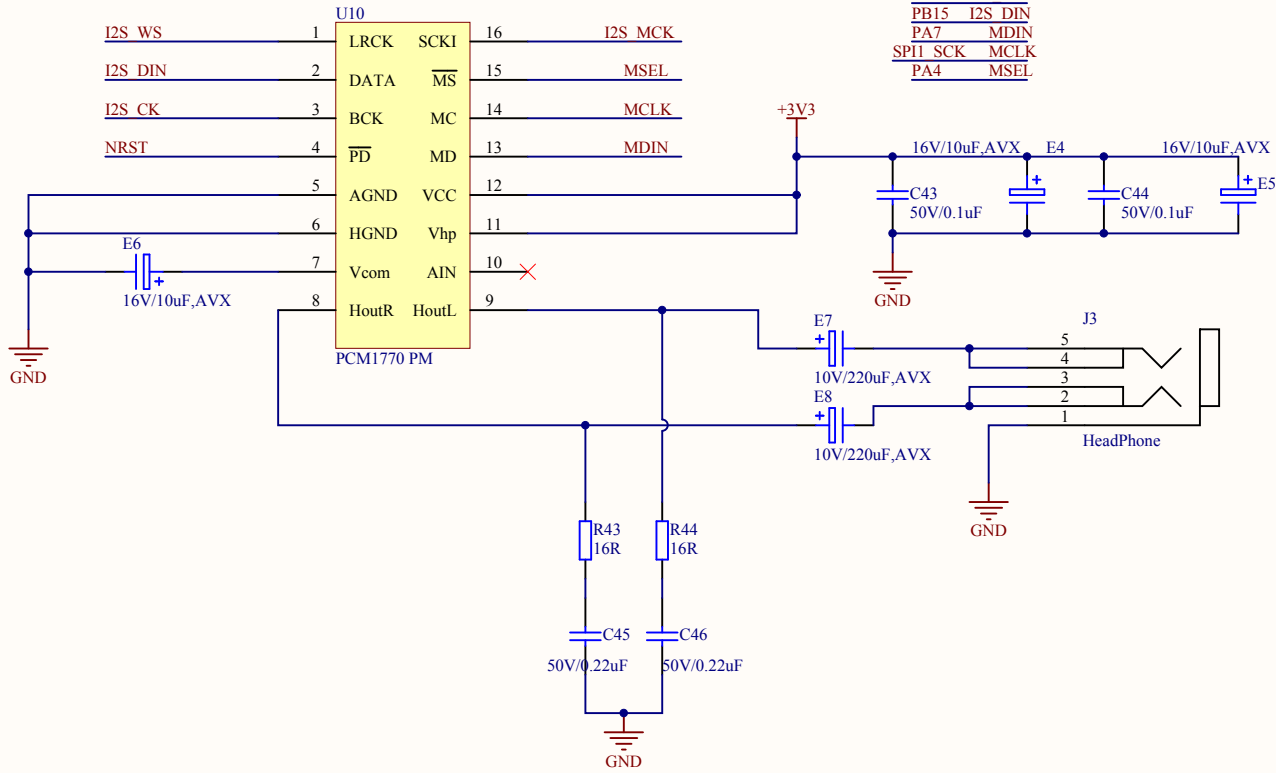 U10
PB15 I2S_DIN
PA7 MDIN
SPI1_SCK MCLK
PA4 MSEL
I2S_WS 1 LRCK SCKI 16 I2S_MCK
I2S_DIN 2 DATA MS 15 MSEL
I2S_CK 3 BCK MC 14 MCLK
NRST 4 PD MD 13 MDIN
5 AGND VCC 12
6 HGND Vhp 11
7 Vcom AIN 10
8 HoutR HoutL 9
PCM1770 PM
E6
16V/10uF,AVX
GND
+3V3
16V/10uF,AVX E4 16V/10uF,AVX
C43
50V/0.1uF
C44
50V/0.1uF
E5
GND
E7
10V/220uF,AVX
E8
10V/220uF,AVX
J3
5
4
3
2
1
HeadPhone
GND
R43
16R
R44
16R
C45
50V/0.22uF
C46
50V/0.22uF
GND